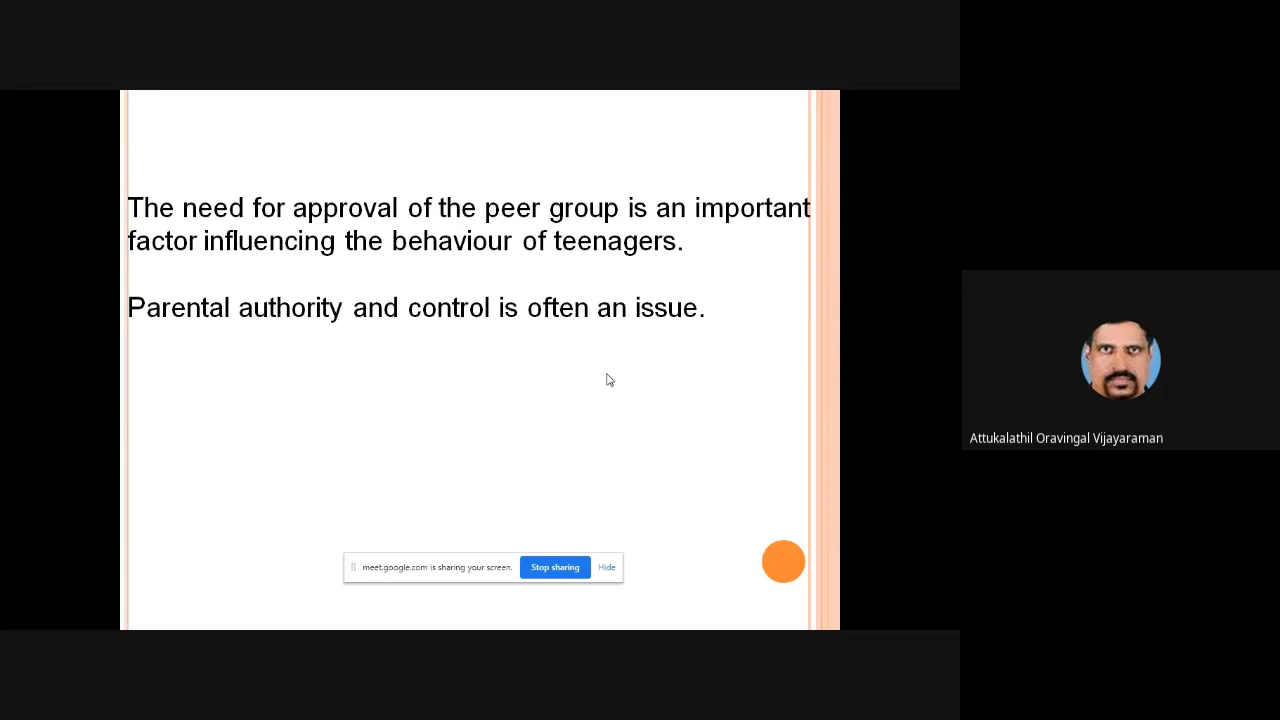 The need for approval of the peer group is an important
factor influencing the behaviour of teenagers.
Parental authority and control is often an issue.
meet.google.com is sharing your screen.
Stop sharing
Hide
Attukalathil Oravingal Vijayaraman